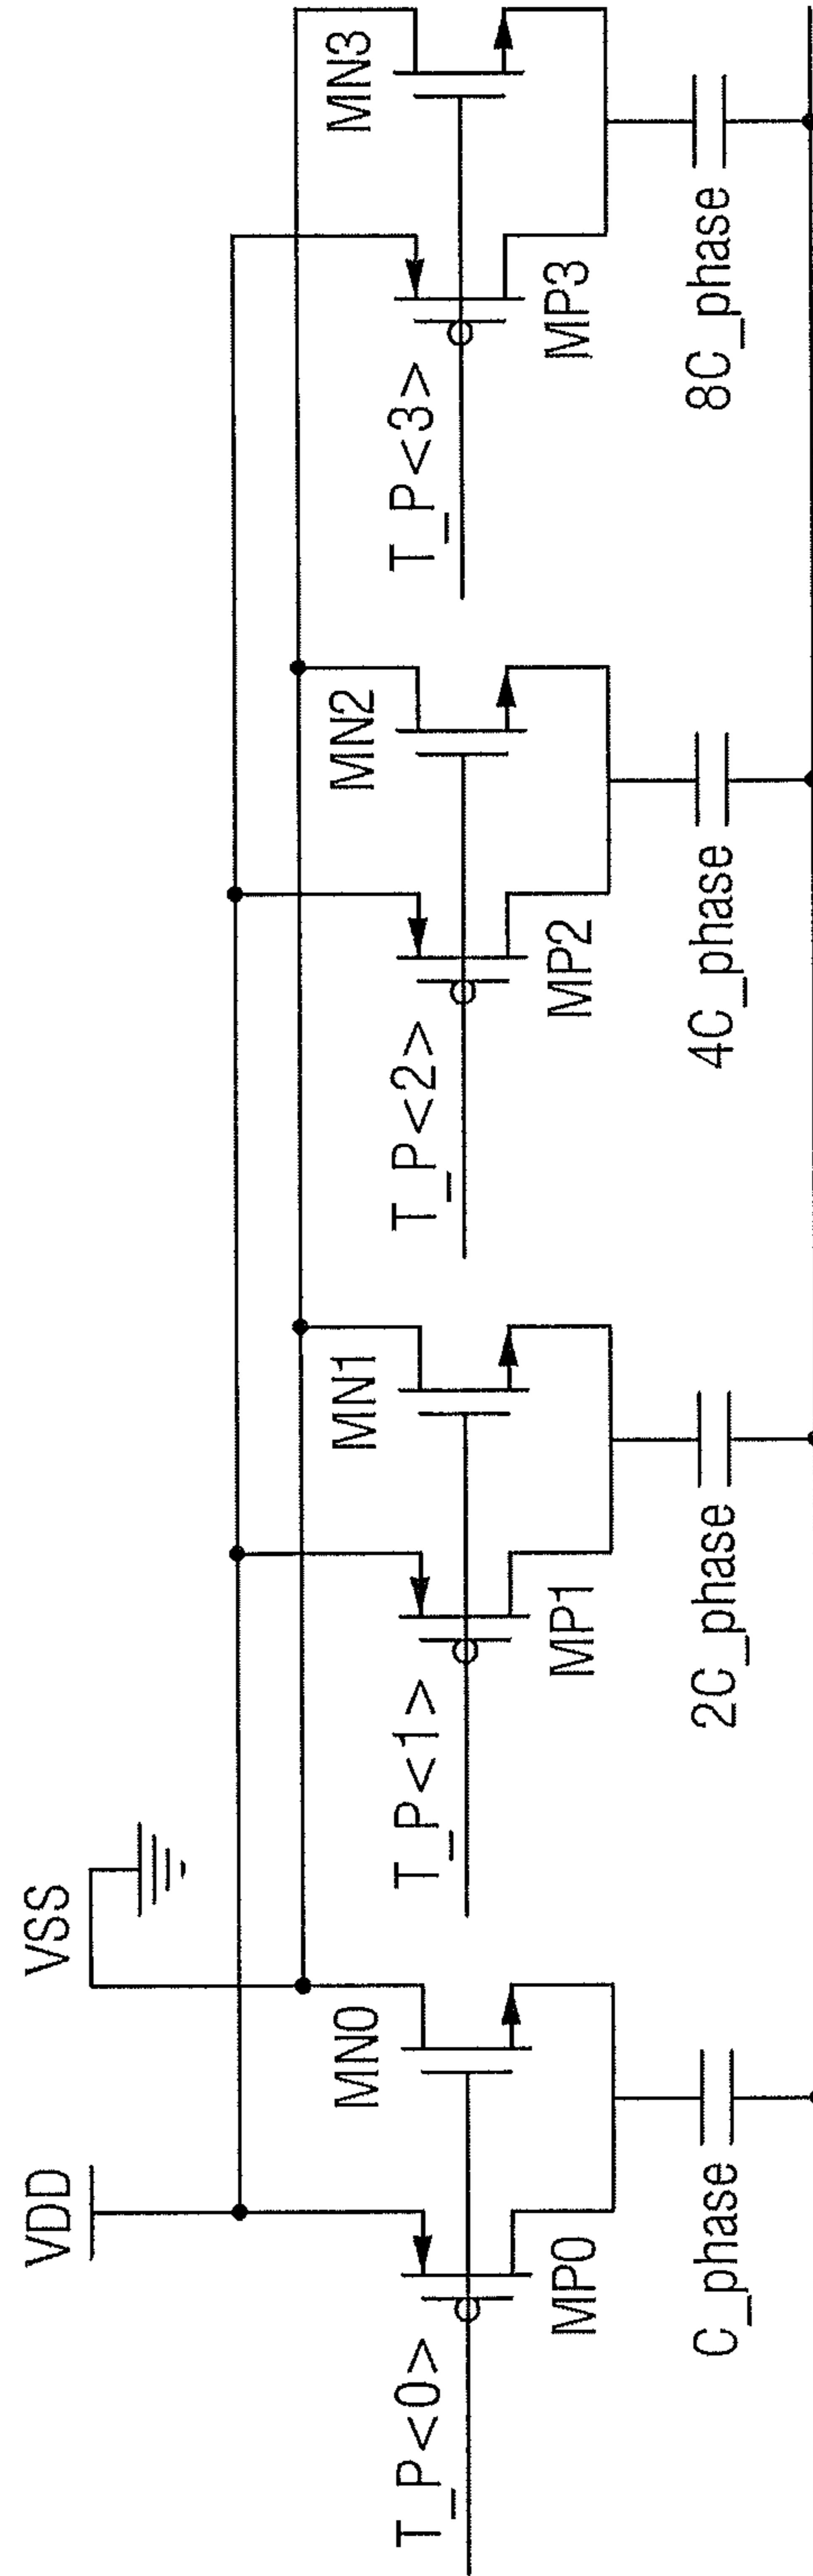 VDD
VSS
T_P<0>
MP0
MN0
C_phase
T_P<1>
MP1
MN1
2C_phase
T_P<2>
MP2
MN2
4C_phase
T_P<3>
MP3
MN3
8C_phase